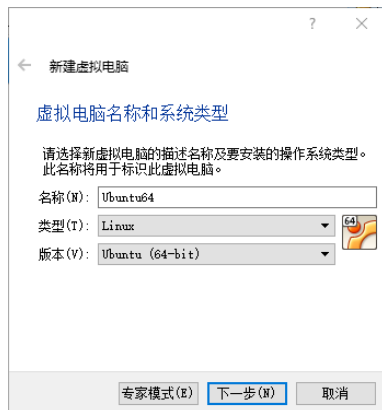 ?
新建虚拟电脑
虚拟电脑名称和系统类型
请选择新虚拟电脑的描述名称及要安装的操作系统类型。
此名称将用于标识此虚拟电脑。
名称(N): Ubuntu64
类型(T): Linux
64
版本(V): Ubuntu (64-bit)
专家模式(E) 下一步(N) 取消